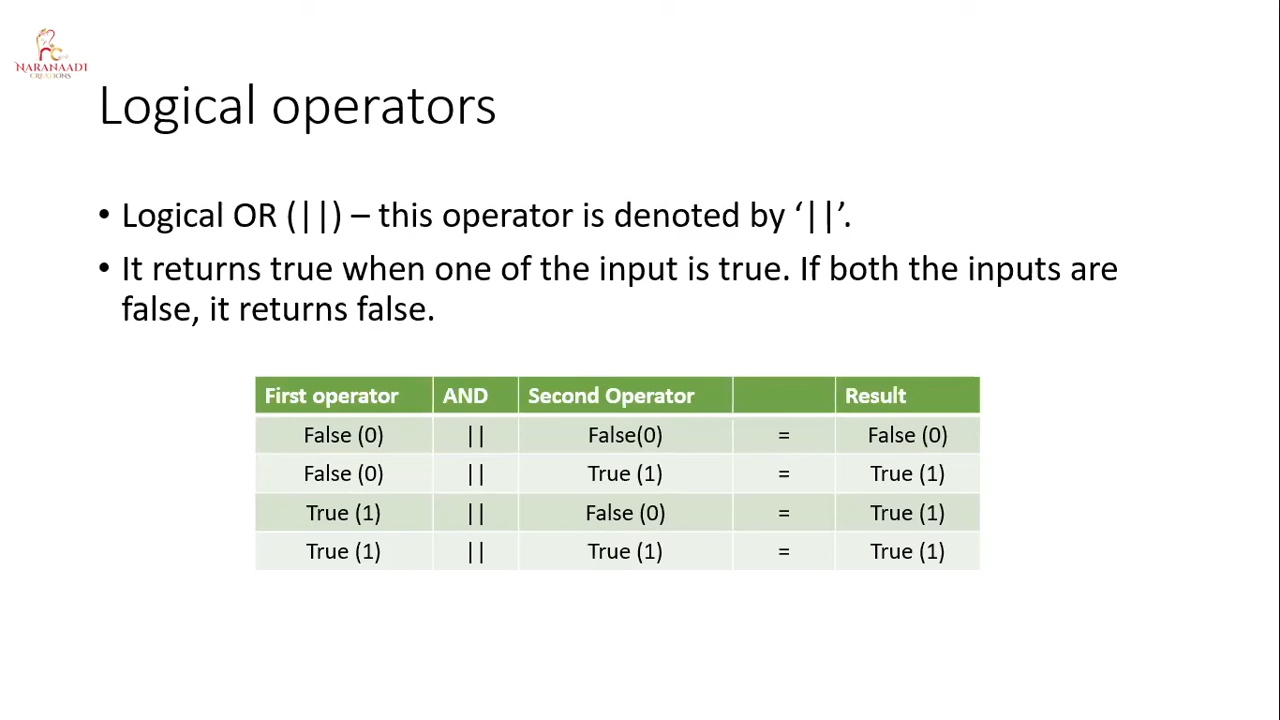 NARANAADI
CREATIONS
Logical operators
• Logical OR (||) – this operator is denoted by ‘||’.
• It returns true when one of the input is true. If both the inputs are
false, it returns false.
First operator AND Second Operator Result
False (0) || False(0) = False (0)
False (0) || True (1) = True (1)
True (1) || False (0) = True (1)
True (1) || True (1) = True (1)